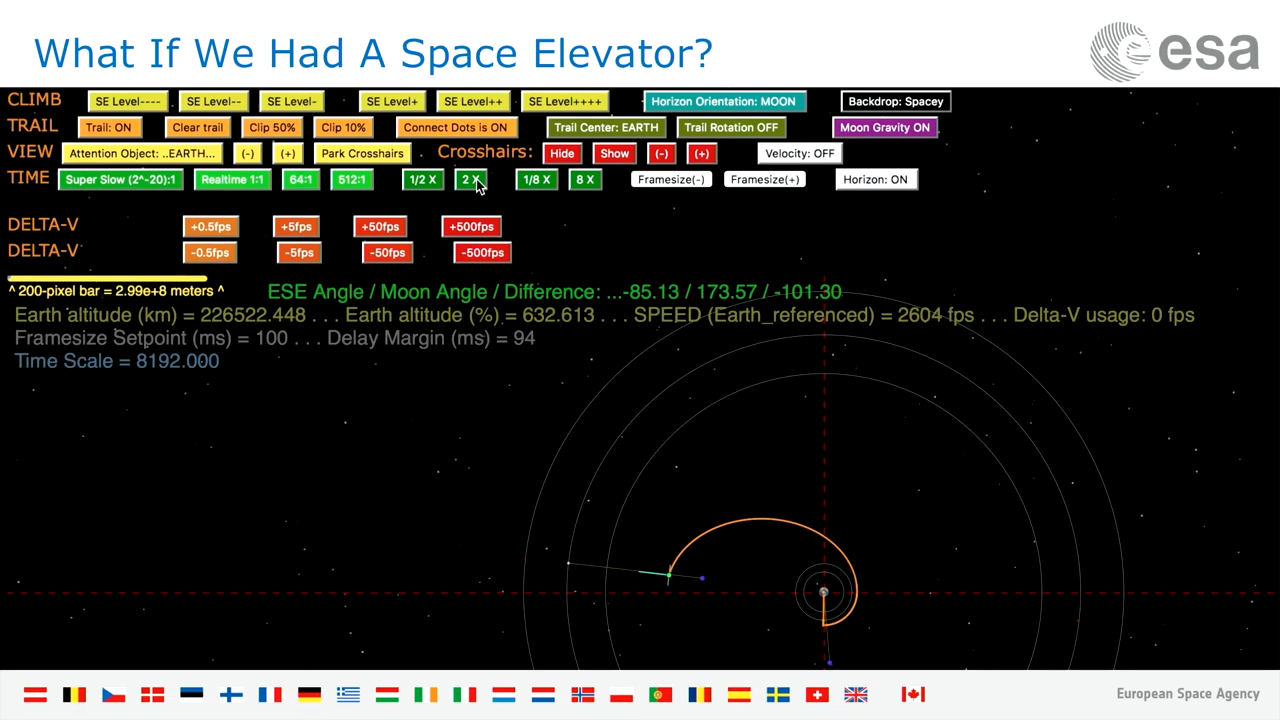 What If We Had A Space Elevator?
esa
CLIMB SE Level---- SE Level-- SE Level- SE Level+ SE Level++ SE Level++++ Horizon Orientation: MOON Backdrop: Spacey
TRAIL Trail: ON Clear trail Clip 50% Clip 10% Connect Dots is ON Trail Center: EARTH Trail Rotation OFF Moon Gravity ON
VIEW Attention Object: ..EARTH... (-) (+) Park Crosshairs Crosshairs: Hide Show (-) (+) Velocity: OFF
TIME Super Slow (2^-20):1 Realtime 1:1 64:1 512:1 1/2 X 2 X 1/8 X 8 X Framesize(-) Framesize(+) Horizon: ON
DELTA-V +0.5fps +5fps +50fps +500fps
DELTA-V -0.5fps -5fps -50fps -500fps
^ 200-pixel bar = 2.99e+8 meters ^ ESE Angle / Moon Angle / Difference: ...-85.13 / 173.57 / -101.30
Earth altitude (km) = 226522.448 . . . Earth altitude (%) = 632.613 . . . SPEED (Earth_referenced) = 2604 fps . . . Delta-V usage: 0 fps
Framesize Setpoint (ms) = 100 . . . Delay Margin (ms) = 94
Time Scale = 8192.000
European Space Agency